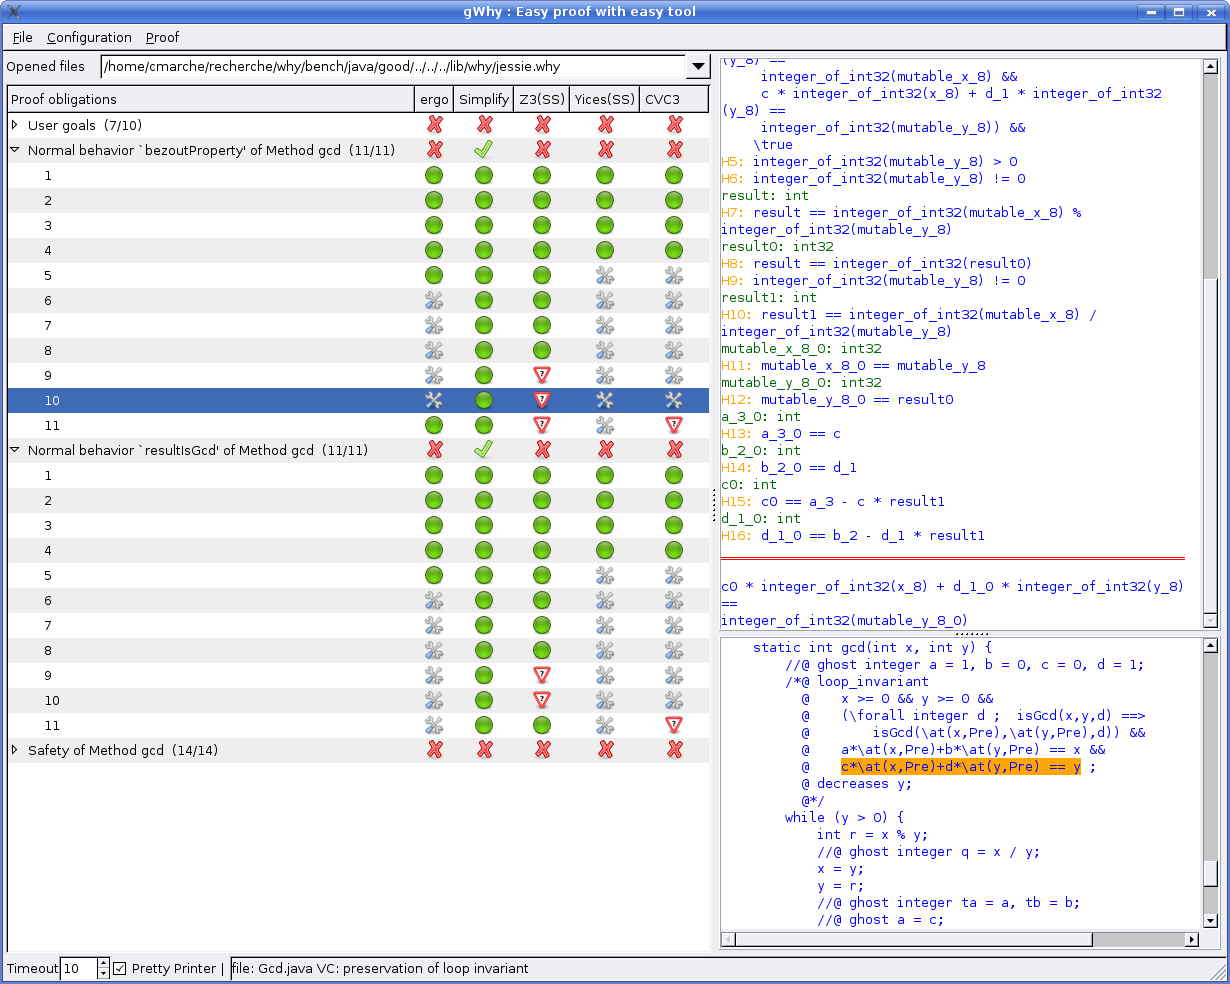 gWhy : Easy proof with easy tool
File Configuration Proof
Opened files /home/cmarche/recherche/why/bench/java/good/../../../lib/why/jessie.why
Proof obligations ergo Simplify Z3(SS) Yices(SS) CVC3
User goals (7/10)
Normal behavior `bezoutProperty' of Method gcd (11/11)
1
2
3
4
5
6
7
8
9
10
11
Normal behavior `resultIsGcd' of Method gcd (11/11)
1
2
3
4
5
6
7
8
9
10
11
Safety of Method gcd (14/14)
(y_8) ==
integer_of_int32(mutable_x_8) &&
c * integer_of_int32(x_8) + d_1 * integer_of_int32
(y_8) ==
integer_of_int32(mutable_y_8)) &&
\true
H5: integer_of_int32(mutable_y_8) > 0
H6: integer_of_int32(mutable_y_8) != 0
result: int
H7: result == integer_of_int32(mutable_x_8) %
integer_of_int32(mutable_y_8)
result0: int32
H8: result == integer_of_int32(result0)
H9: integer_of_int32(mutable_y_8) != 0
result1: int
H10: result1 == integer_of_int32(mutable_x_8) /
integer_of_int32(mutable_y_8)
mutable_x_8_0: int32
H11: mutable_x_8_0 == mutable_y_8
mutable_y_8_0: int32
H12: mutable_y_8_0 == result0
a_3_0: int
H13: a_3_0 == c
b_2_0: int
H14: b_2_0 == d_1
c0: int
H15: c0 == a_3 - c * result1
d_1_0: int
H16: d_1_0 == b_2 - d_1 * result1
c0 * integer_of_int32(x_8) + d_1_0 * integer_of_int32(y_8)
==
integer_of_int32(mutable_y_8_0)
static int gcd(int x, int y) {
//@ ghost integer a = 1, b = 0, c = 0, d = 1;
/*@ loop_invariant
@ x >= 0 && y >= 0 &&
@ (\forall integer d ; isGcd(x,y,d) ==>
@ isGcd(\at(x,Pre),\at(y,Pre),d)) &&
@ a*\at(x,Pre)+b*\at(y,Pre) == x &&
@ c*\at(x,Pre)+d*\at(y,Pre) == y ;
@ decreases y;
@*/
while (y > 0) {
int r = x % y;
//@ ghost integer q = x / y;
x = y;
y = r;
//@ ghost integer ta = a, tb = b;
//@ ghost a = c;
Timeout 10 Pretty Printer | file: Gcd.java VC: preservation of loop invariant